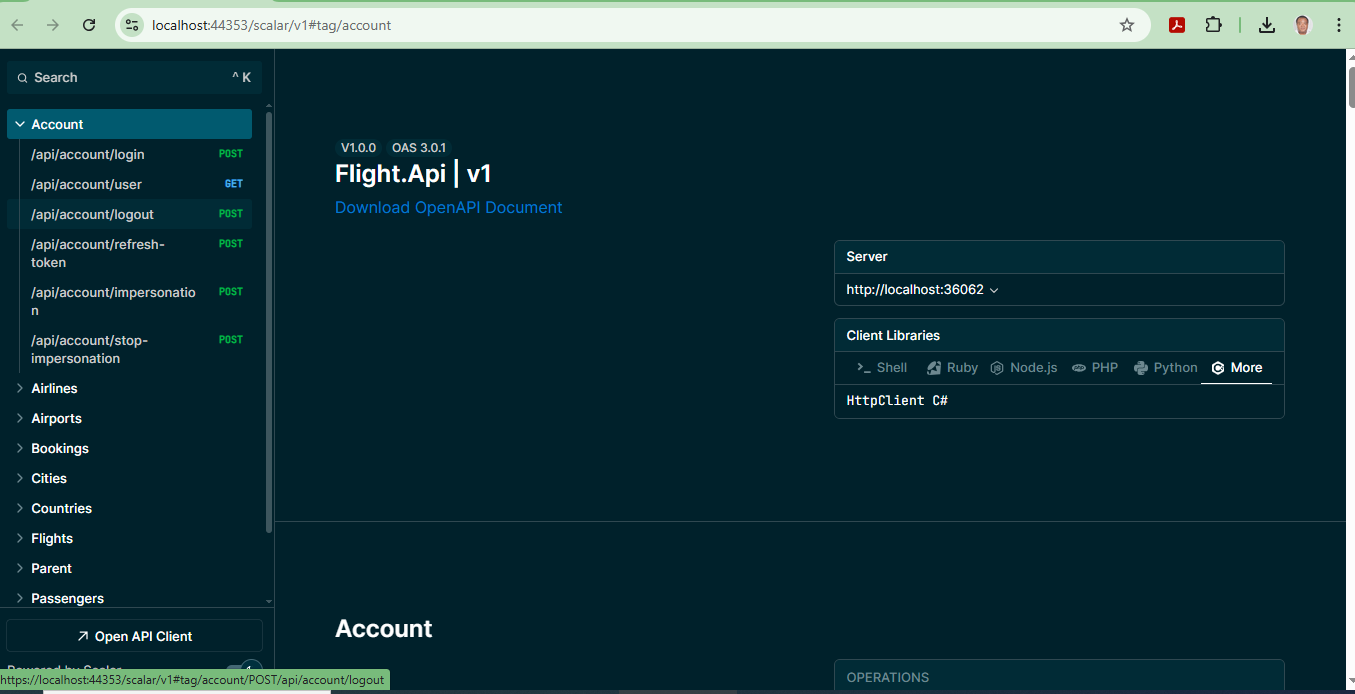 localhost:44353/scalar/v1#tag/account
Search
^ K
Account
/api/account/login POST
/api/account/user GET
/api/account/logout POST
/api/account/refresh- POST
token
/api/account/impersonatio POST
n
/api/account/stop- POST
impersonation
Airlines
Airports
Bookings
Cities
Countries
Flights
Parent
Passengers
Open API Client
Powered by Scalar
https://localhost:44353/scalar/v1#tag/account/POST/api/account/logout
V1.0.0 OAS 3.0.1
Flight.Api | v1
Download OpenAPI Document
Server
http://localhost:36062
Client Libraries
Shell Ruby Node.js PHP Python More
HttpClient C#
Account
OPERATIONS